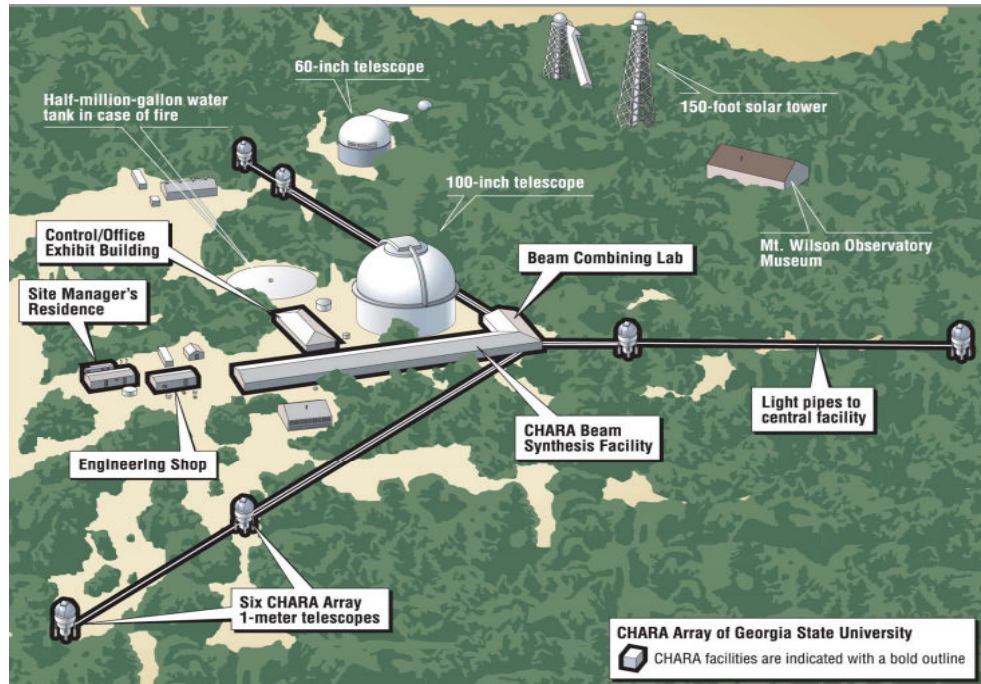 60-inch telescope
Half-million-gallon water
tank in case of fire
150-foot solar tower
100-inch telescope
Control/Office
Exhibit Building
Beam Combining Lab
Mt. Wilson Observatory
Museum
Site Manager's
Residence
Light pipes to
central facility
CHARA Beam
Synthesis Facility
Engineering Shop
Six CHARA Array
1-meter telescopes
CHARA Array of Georgia State University
CHARA facilities are indicated with a bold outline